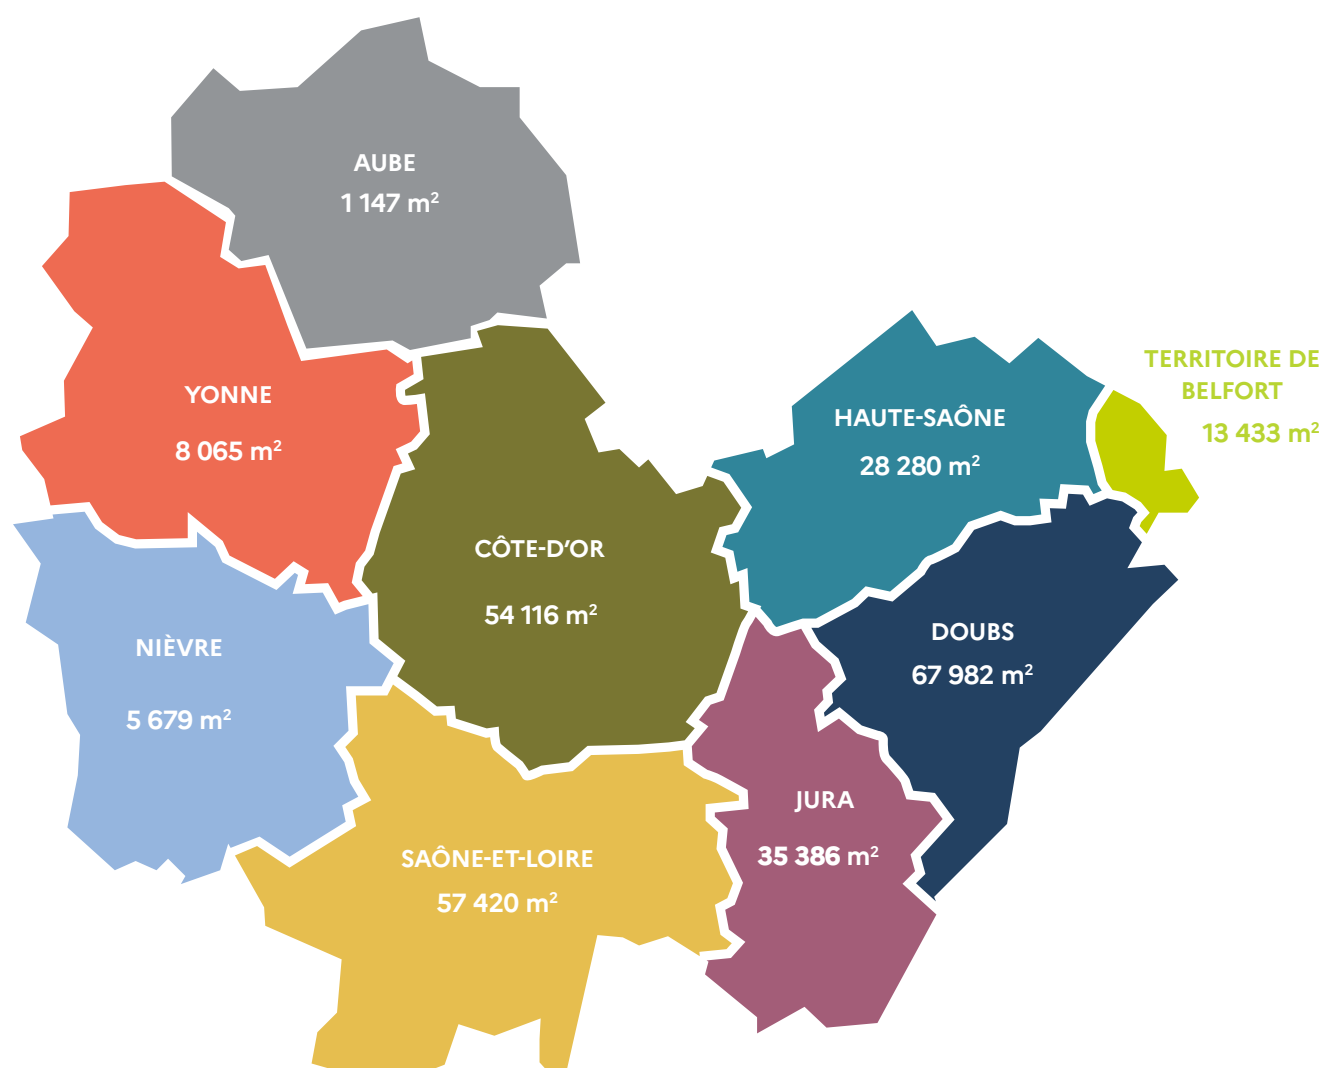 AUBE
1 147 m²
YONNE
8 065 m²
HAUTE-SAÔNE
28 280 m²
TERRITOIRE DE
BELFORT
13 433 m²
CÔTE-D’OR
54 116 m²
NIÈVRE
5 679 m²
DOUBS
67 982 m²
JURA
35 386 m²
SAÔNE-ET-LOIRE
57 420 m²